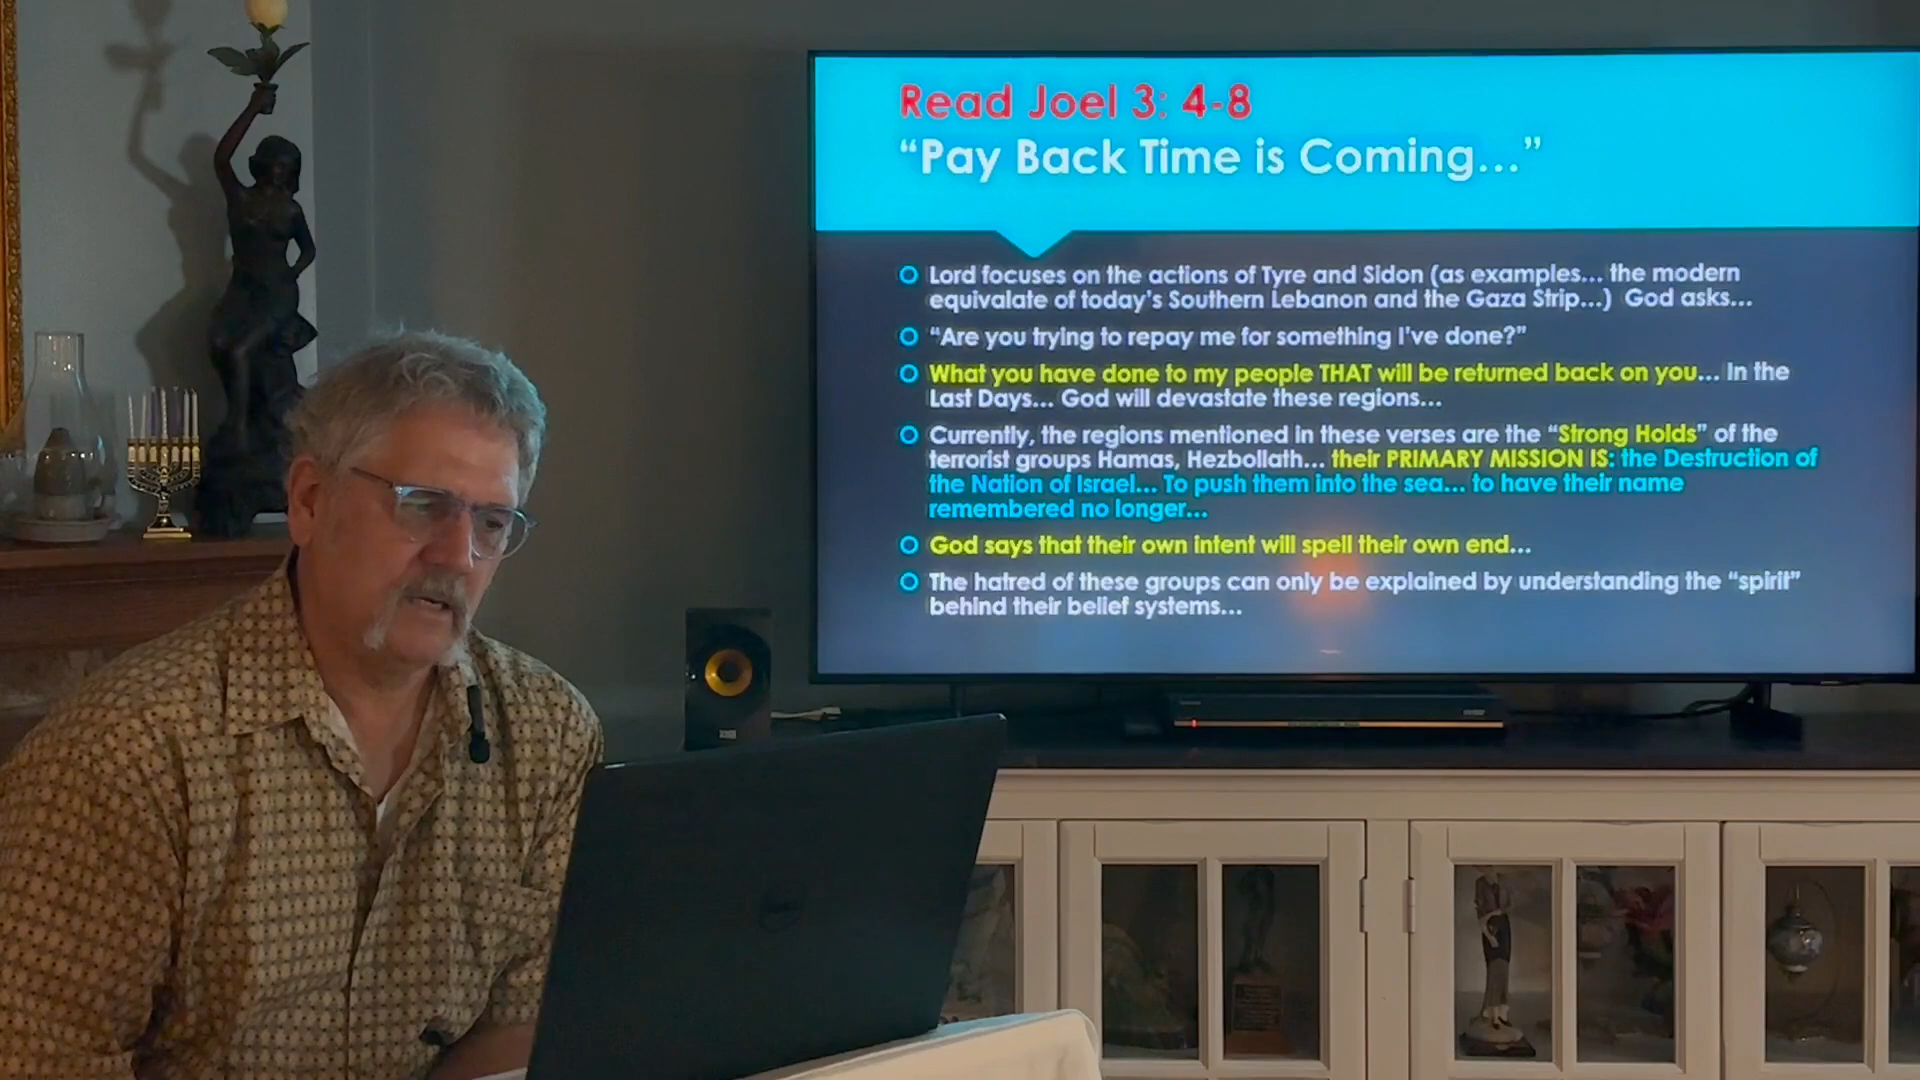 Read Joel 3: 4-8
“Pay Back Time is Coming...”
Lord focuses on the actions of Tyre and Sidon (as examples... the modern
equivalate of today's Southern Lebanon and the Gaza Strip...) God asks...
“Are you trying to repay me for something I've done?”
What you have done to my people THAT will be returned back on you... In the
Last Days... God will devastate these regions...
Currently, the regions mentioned in these verses are the “Strong Holds” of the
terrorist groups Hamas, Hezbollath... their PRIMARY MISSION IS: the Destruction of
the Nation of Israel... To push them into the sea... to have their name
remembered no longer...
God says that their own intent will spell their own end...
The hatred of these groups can only be explained by understanding the “spirit”
behind their belief systems...